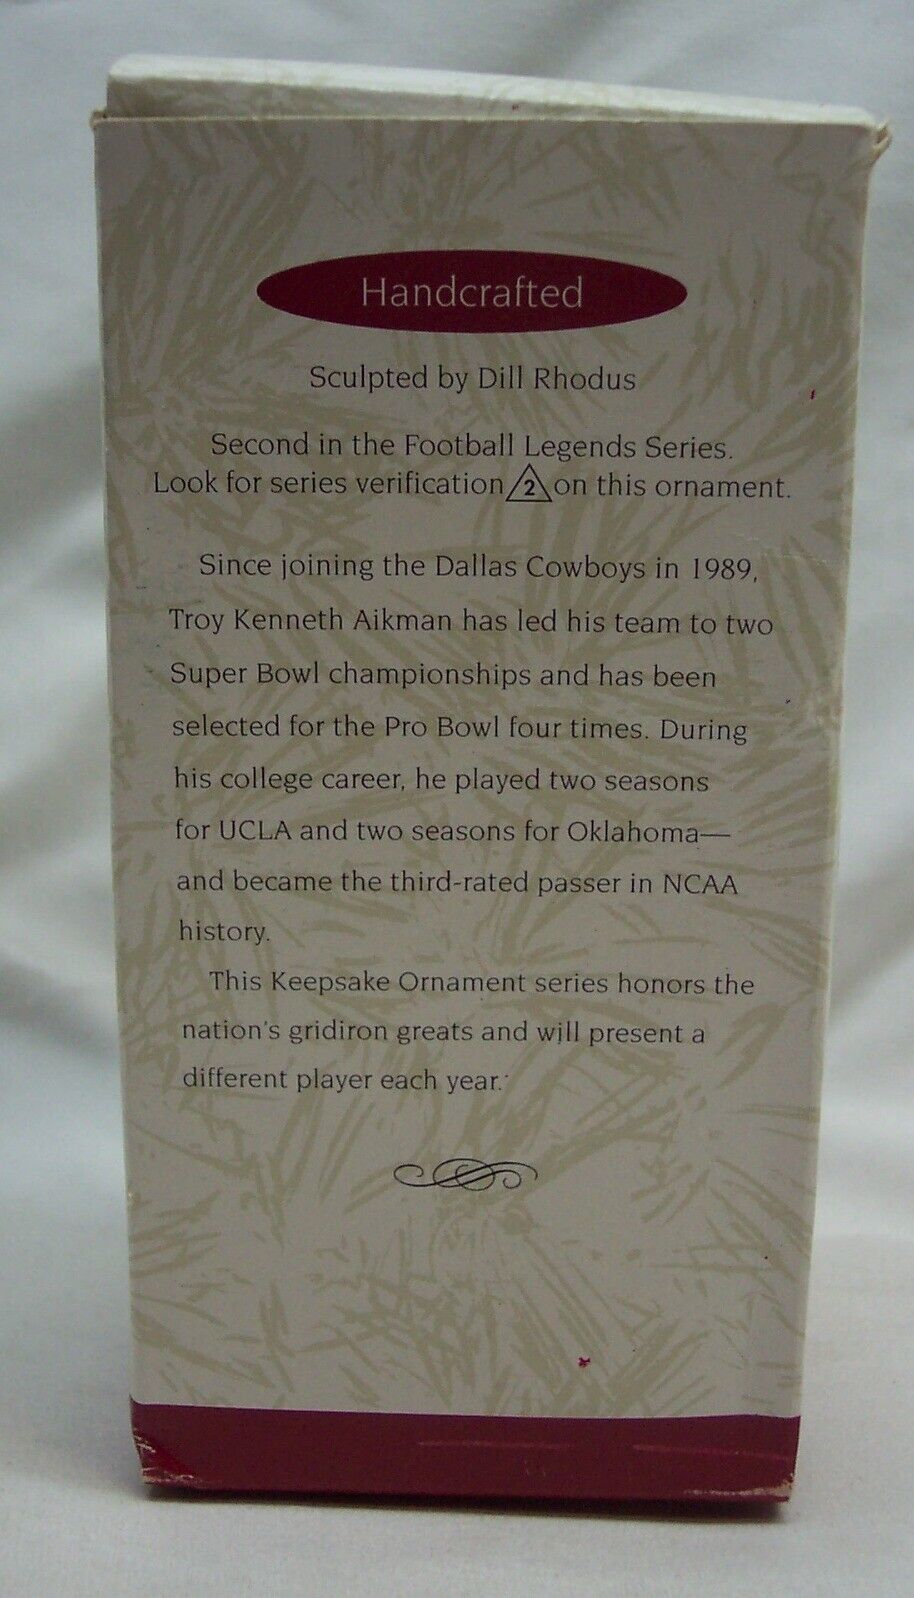 Handcrafted
Sculpted by Dill Rhodus
Second in the Football Legends Series.
Look for series verification 2 on this ornament.
Since joining the Dallas Cowboys in 1989,
Troy Kenneth Aikman has led his team to two
Super Bowl championships and has been
selected for the Pro Bowl four times. During
his college career, he played two seasons
for UCLA and two seasons for Oklahoma—
and became the third-rated passer in NCAA
history.
This Keepsake Ornament series honors the
nation's gridiron greats and will present a
different player each year.